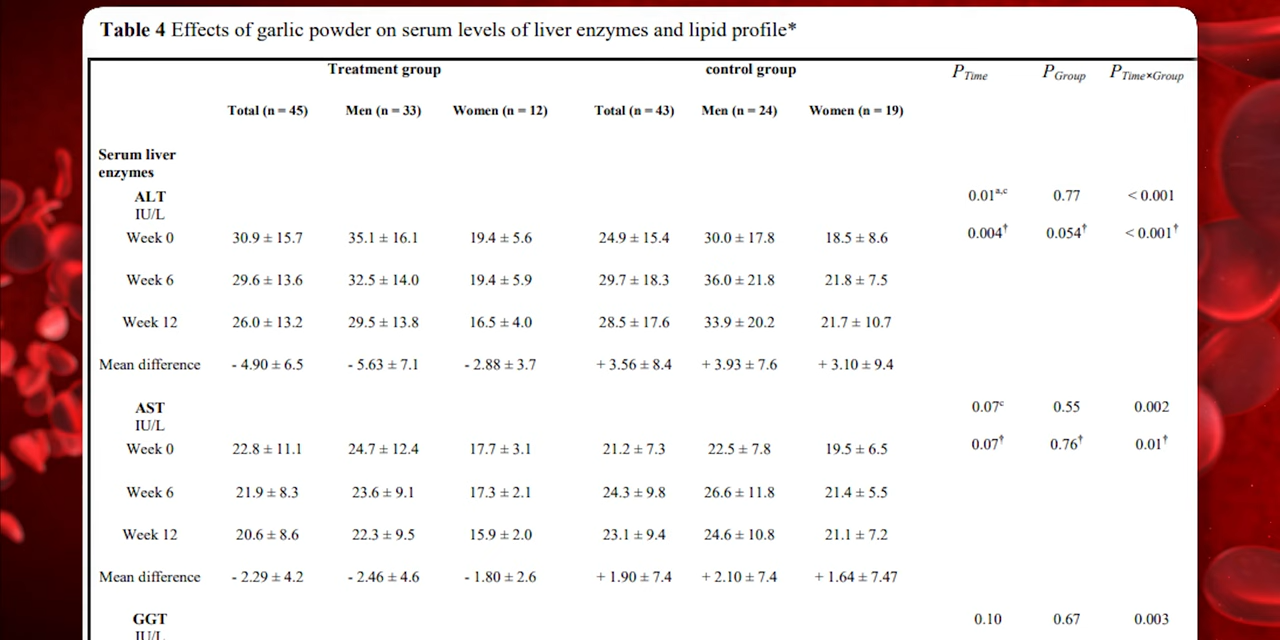 Table 4 Effects of garlic powder on serum levels of liver enzymes and lipid profile*
Treatment group control group P Time P Group P Time×Group
Total (n = 45) Men (n = 33) Women (n = 12) Total (n = 43) Men (n = 24) Women (n = 19)
Serum liver
enzymes
ALT 0.01a,c 0.77 < 0.001
IU/L
Week 0 30.9 ± 15.7 35.1 ± 16.1 19.4 ± 5.6 24.9 ± 15.4 30.0 ± 17.8 18.5 ± 8.6 0.004† 0.054† < 0.001†
Week 6 29.6 ± 13.6 32.5 ± 14.0 19.4 ± 5.9 29.7 ± 18.3 36.0 ± 21.8 21.8 ± 7.5
Week 12 26.0 ± 13.2 29.5 ± 13.8 16.5 ± 4.0 28.5 ± 17.6 33.9 ± 20.2 21.7 ± 10.7
Mean difference - 4.90 ± 6.5 - 5.63 ± 7.1 - 2.88 ± 3.7 + 3.56 ± 8.4 + 3.93 ± 7.6 + 3.10 ± 9.4
AST 0.07c 0.55 0.002
IU/L
Week 0 22.8 ± 11.1 24.7 ± 12.4 17.7 ± 3.1 21.2 ± 7.3 22.5 ± 7.8 19.5 ± 6.5 0.07† 0.76† 0.01†
Week 6 21.9 ± 8.3 23.6 ± 9.1 17.3 ± 2.1 24.3 ± 9.8 26.6 ± 11.8 21.4 ± 5.5
Week 12 20.6 ± 8.6 22.3 ± 9.5 15.9 ± 2.0 23.1 ± 9.4 24.6 ± 10.8 21.1 ± 7.2
Mean difference - 2.29 ± 4.2 - 2.46 ± 4.6 - 1.80 ± 2.6 + 1.90 ± 7.4 + 2.10 ± 7.4 + 1.64 ± 7.47
GGT 0.10 0.67 0.003
IU/L